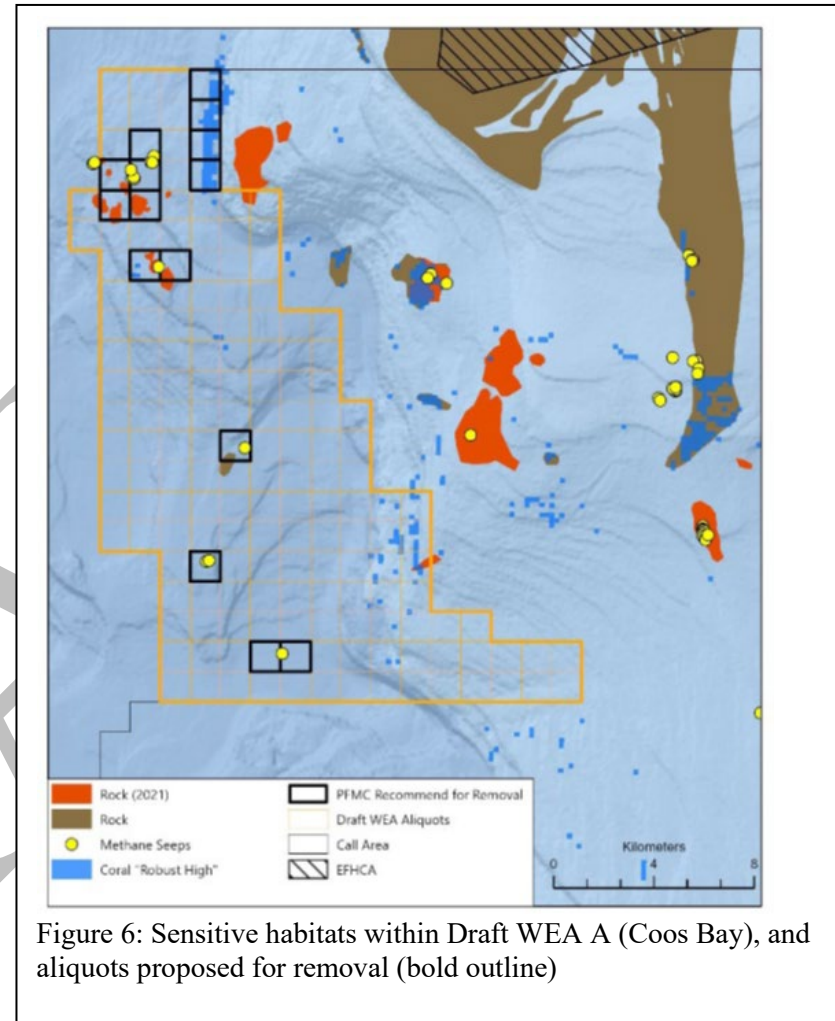 Rock (2021)
Rock
Methane Seeps
Coral "Robust High"
PFMC Recommend for Removal
Draft WEA Aliquots
Call Area
EFHCA
Kilometers
0 4 8
Figure 6: Sensitive habitats within Draft WEA A (Coos Bay), and
aliquots proposed for removal (bold outline)